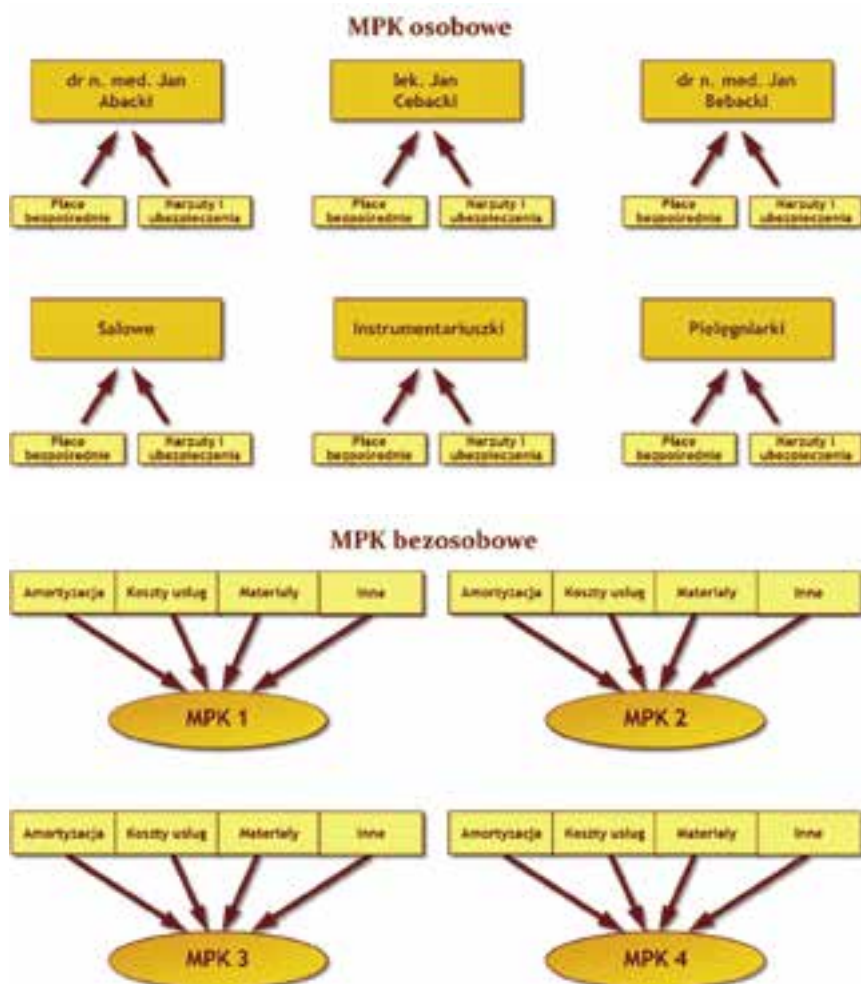 MPK osobowe
dr n. med. Jan
Abacki
lek. Jan
Cebacki
dr n. med. Jan
Bebacki
Płace
bezpośrednie
Narzuty i
ubezpieczenia
Płace
bezpośrednie
Narzuty i
ubezpieczenia
Płace
bezpośrednie
Narzuty i
ubezpieczenia
Salowe
Instrumentariuszki
Pielęgniarki
Płace
bezpośrednie
Narzuty i
ubezpieczenia
Płace
bezpośrednie
Narzuty i
ubezpieczenia
Płace
bezpośrednie
Narzuty i
ubezpieczenia
MPK bezosobowe
Amortyzacja
Koszty usług
Materiały
Inne
Amortyzacja
Koszty usług
Materiały
Inne
MPK 1
MPK 2
Amortyzacja
Koszty usług
Materiały
Inne
Amortyzacja
Koszty usług
Materiały
Inne
MPK 3
MPK 4